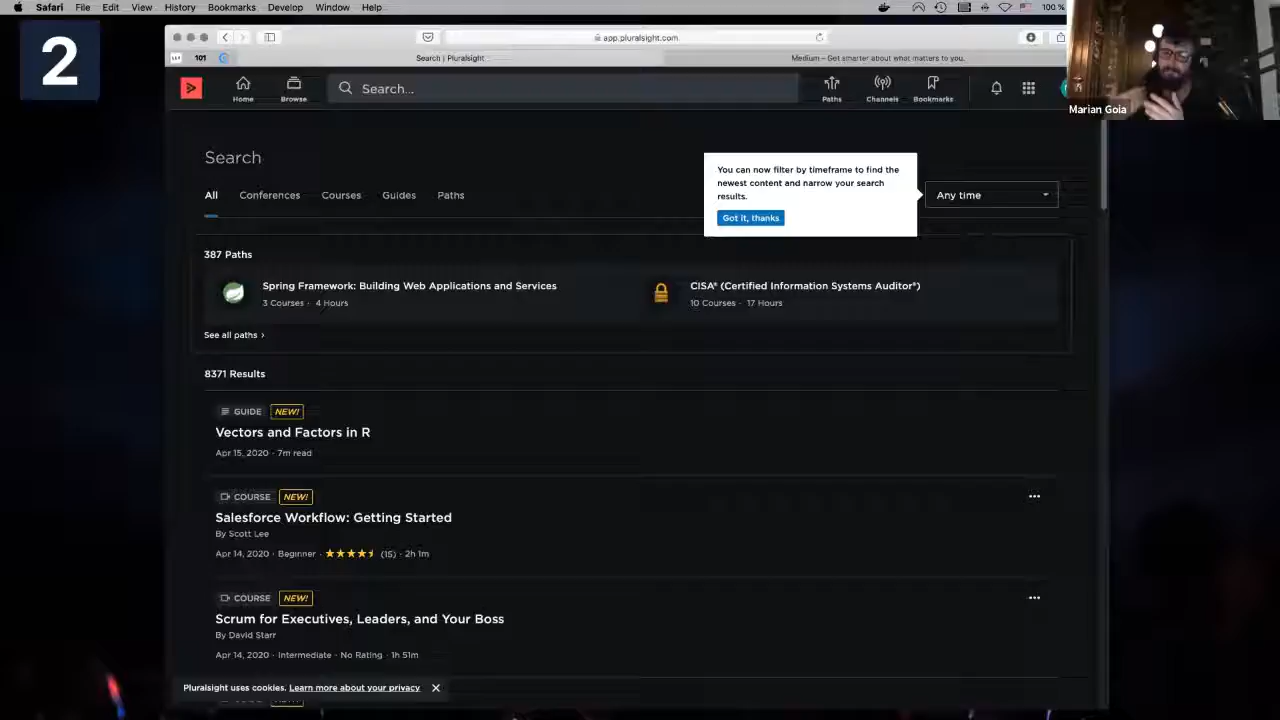 Safari File Edit View History Bookmarks Develop Window Help 100 %
2
app.pluralsight.com
101 Search | Pluralsight Medium – Get smarter about what matters to you.
Home Browse Search... Paths Channels Bookmarks
Marian Goia
Search
You can now filter by timeframe to find the
newest content and narrow your search
results.
Got it, thanks
All Conferences Courses Guides Paths Any time
387 Paths
Spring Framework: Building Web Applications and Services
3 Courses · 4 Hours
CISA® (Certified Information Systems Auditor®)
10 Courses · 17 Hours
See all paths ›
8371 Results
GUIDE NEW!
Vectors and Factors in R
Apr 15, 2020 · 7m read
COURSE NEW!
Salesforce Workflow: Getting Started
By Scott Lee
Apr 14, 2020 · Beginner · (15) · 2h 1m
COURSE NEW!
Scrum for Executives, Leaders, and Your Boss
By David Starr
Apr 14, 2020 · Intermediate · No Rating · 1h 51m
Pluralsight uses cookies. Learn more about your privacy